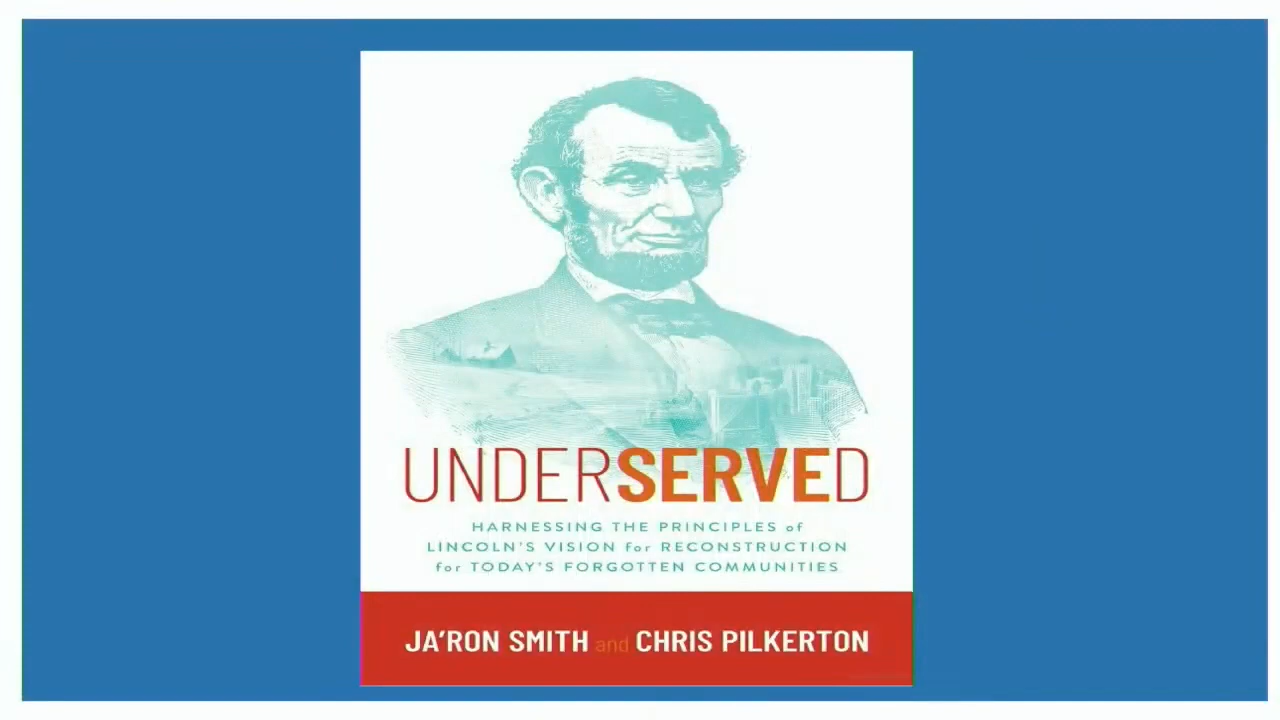 UNDERSERVED
HARNESSING THE PRINCIPLES of
LINCOLN'S VISION for RECONSTRUCTION
for TODAY'S FORGOTTEN COMMUNITIES
JA'RON SMITH and CHRIS PILKERTON